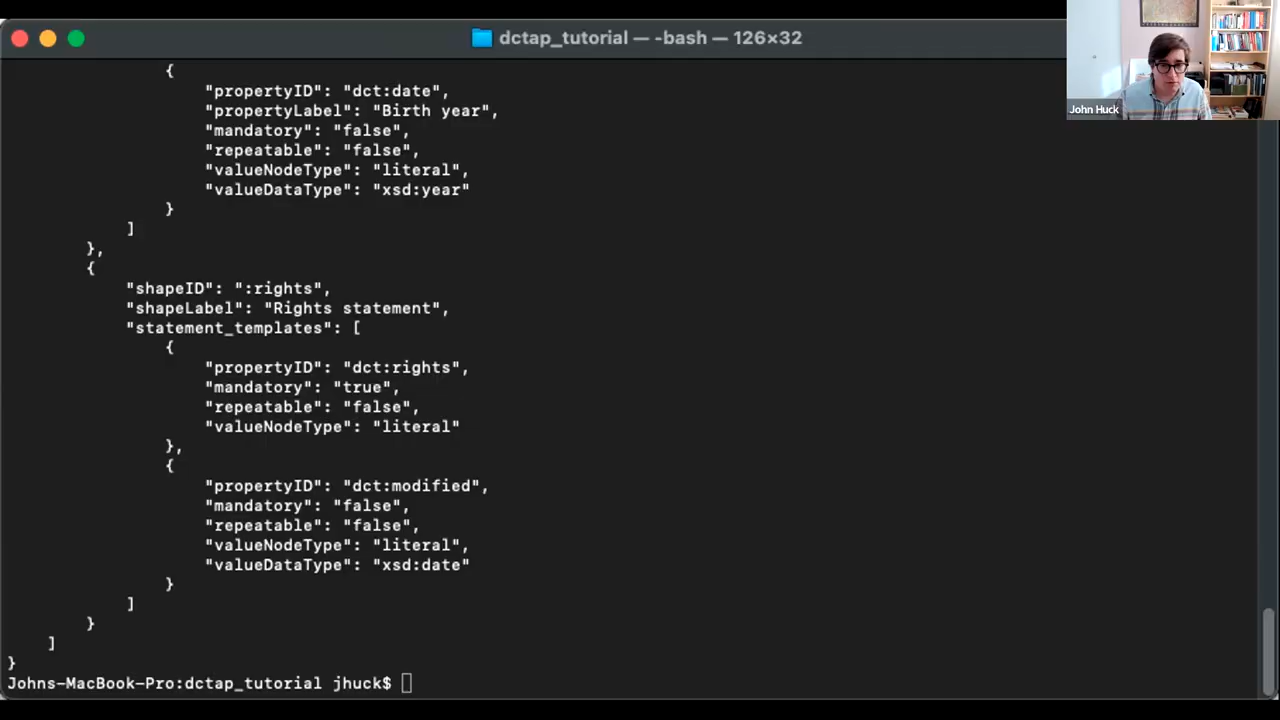 dctap_tutorial — -bash — 126×32
John Huck
{
"propertyID": "dct:date",
"propertyLabel": "Birth year",
"mandatory": "false",
"repeatable": "false",
"valueNodeType": "literal",
"valueDataType": "xsd:year"
}
]
},
{
"shapeID": ":rights",
"shapeLabel": "Rights statement",
"statement_templates": [
{
"propertyID": "dct:rights",
"mandatory": "true",
"repeatable": "false",
"valueNodeType": "literal"
},
{
"propertyID": "dct:modified",
"mandatory": "false",
"repeatable": "false",
"valueNodeType": "literal",
"valueDataType": "xsd:date"
}
]
}
]
}
Johns-MacBook-Pro:dctap_tutorial jhuck$